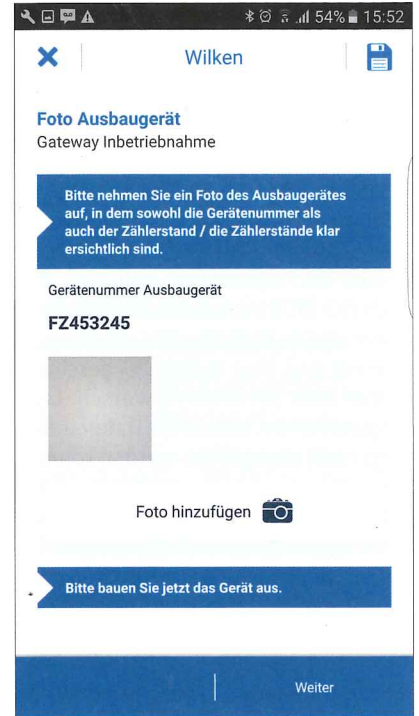 54% 15:52
Wilken
Foto Ausbaugerät
Gateway Inbetriebnahme
Bitte nehmen Sie ein Foto des Ausbaugerätes
auf, in dem sowohl die Gerätenummer als
auch der Zählerstand / die Zählerstände klar
ersichtlich sind.
Gerätenummer Ausbaugerät
FZ453245
Foto hinzufügen
Bitte bauen Sie jetzt das Gerät aus.
Weiter